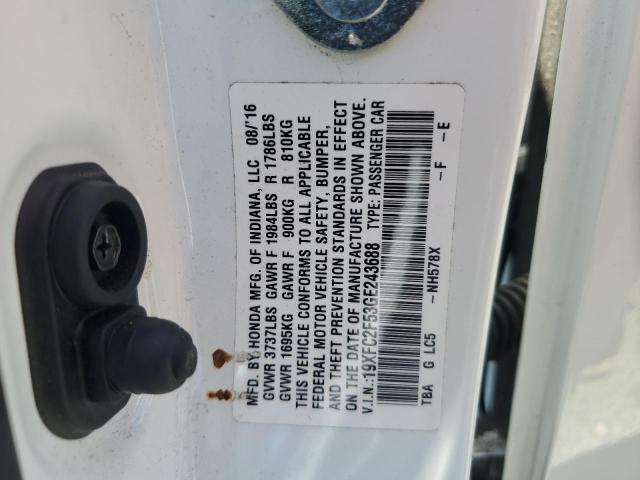 MFD. BY HONDA MFG. OF INDIANA, LLC 08/'16
GVWR 3737LBS GAWR F 1984LBS R 1786LBS
GVWR 1695KG GAWR F 900KG R 810KG
THIS VEHICLE CONFORMS TO ALL APPLICABLE
FEDERAL MOTOR VEHICLE SAFETY, BUMPER,
AND THEFT PREVENTION STANDARDS IN EFFECT
ON THE DATE OF MANUFACTURE SHOWN ABOVE.
V.I.N.:19XFC2F53GE243688 TYPE: PASSENGER CAR
TBA G LC5 -NH578X -F -E